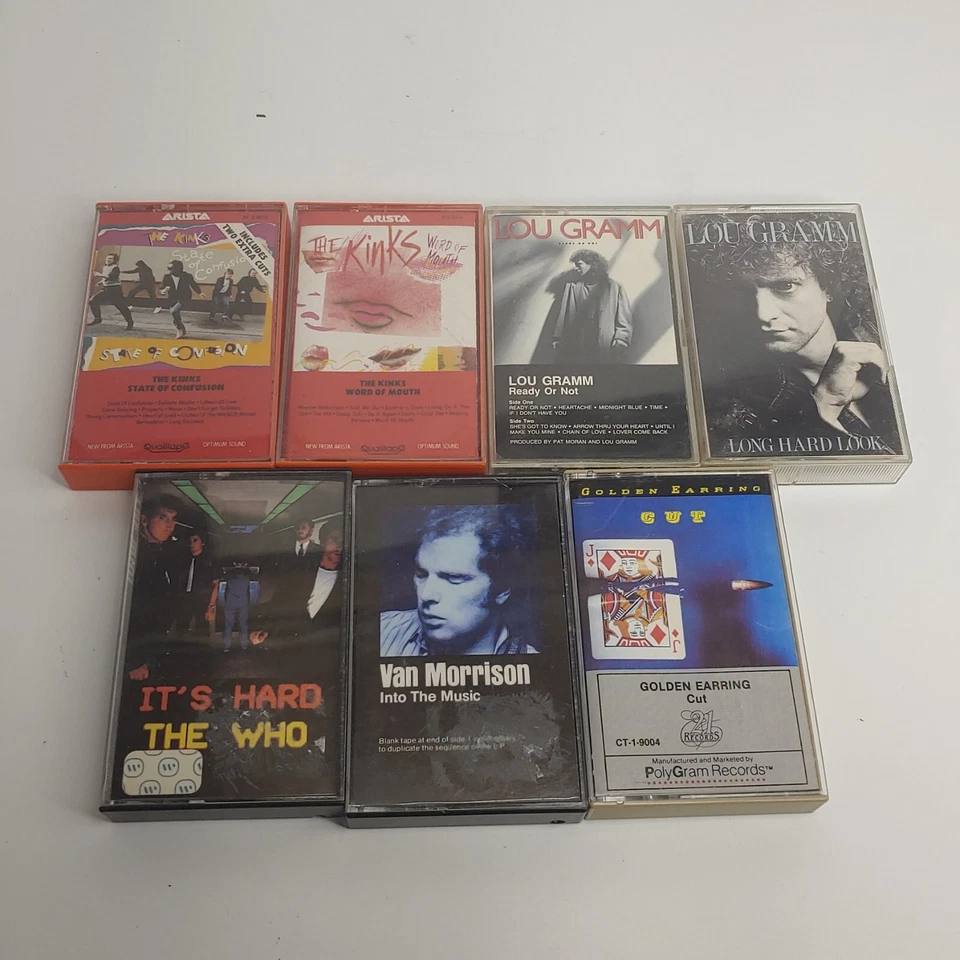 ARISTA
THE KINKS
INCLUDES
TWO EXTRA CUTS
State
of
Confusion
STATE OF CONFUSION
THE KINKS
STATE OF CONFUSION
NEW FROM ARISTA
Qualitape
OPTIMUM SOUND
ARISTA
THE KINKS
WORD OF
MOUTH
THE KINKS
WORD OF MOUTH
NEW FROM ARISTA
Qualitape
OPTIMUM SOUND
LOU GRAMM
READY OR NOT
LOU GRAMM
Ready Or Not
Side One
READY OR NOT • HEARTACHE • MIDNIGHT BLUE • TIME •
IF I DON'T HAVE YOU
Side Two
SHE'S GOT TO KNOW • ARROW THRU YOUR HEART • UNTIL I
MAKE YOU MINE • CHAIN OF LOVE • LOVER COME BACK
PRODUCED BY PAT MORAN AND LOU GRAMM
LOU GRAMM
LONG HARD LOOK
IT'S HARD
THE WHO
Van Morrison
Into The Music
Blank tape at end of side 1
to duplicate the sequence
GOLDEN EARRING
CUT
J
J
GOLDEN EARRING
Cut
CT-1-9004
21
RECORDS
Manufactured and Marketed by
PolyGram Records™